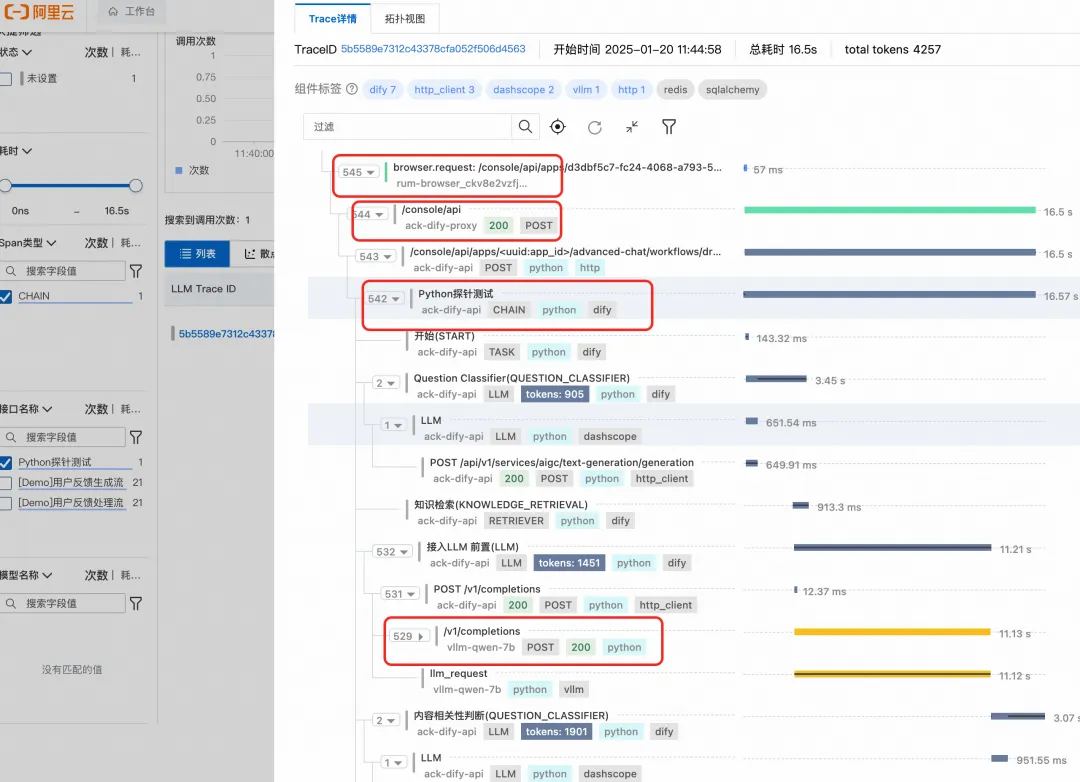 阿里云
工作台
状态
次数
耗...
未设置
1
耗时
0ns
–
16.5s
Span类型
次数
耗...
搜索字段值
CHAIN
1
接口名称
次数
耗...
搜索字段值
Python探针测试
1
[Demo]用户反馈生成流
21
[Demo]用户反馈处理流
21
模型名称
次数
耗...
搜索字段值
没有匹配的值
调用次数
1
0.75
0.50
0.25
0
11:40:00
次数
搜索到调用次数: 1
列表
LLM Trace ID
5b5589e7312c43378
Trace详情
拓扑视图
TraceID 5b5589e7312c43378cfa052f506d4563
开始时间 2025-01-20 11:44:58
总耗时 16.5s
total tokens 4257
组件标签
dify 7
http_client 3
dashscope 2
vllm 1
http 1
redis
sqlalchemy
过滤
545
browser.request: /console/api/apps/d3dbf5c7-fc24-4068-a793-5...
57 ms
rum-browser_ckv8e2vzfj...
544
/console/api
16.5 s
ack-dify-proxy 200 POST
543
/console/api/apps/<uuid:app_id>/advanced-chat/workflows/dr...
16.5 s
ack-dify-api POST python http
542
Python探针测试
16.57 s
ack-dify-api CHAIN python dify
开始(START)
143.32 ms
ack-dify-api TASK python dify
2
Question Classifier(QUESTION_CLASSIFIER)
3.45 s
ack-dify-api LLM tokens: 905 python dify
1
LLM
651.54 ms
ack-dify-api LLM python dashscope
POST /api/v1/services/aigc/text-generation/generation
649.91 ms
ack-dify-api 200 POST python http_client
知识检索(KNOWLEDGE_RETRIEVAL)
913.3 ms
ack-dify-api RETRIEVER python dify
532
接入LLM 前置(LLM)
11.21 s
ack-dify-api LLM tokens: 1451 python dify
531
POST /v1/completions
12.37 ms
ack-dify-api 200 POST python http_client
529
/v1/completions
11.13 s
vllm-qwen-7b POST 200 python
llm_request
11.12 s
vllm-qwen-7b python vllm
2
内容相关性判断(QUESTION_CLASSIFIER)
3.07 s
ack-dify-api LLM tokens: 1901 python dify
1
LLM
951.55 ms
ack-dify-api LLM python dashscope